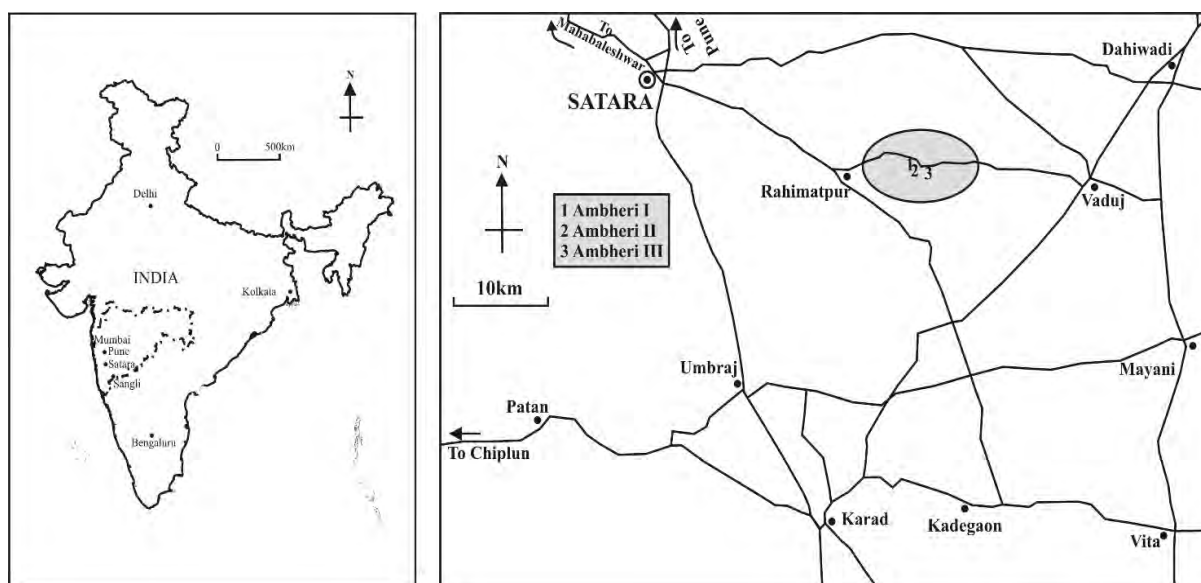 N
0 500km
Delhi
INDIA
Kolkata
Mumbai
Pune
Satara
Sangli
Bengaluru
To
Mahabaleshwar
To
Pune
Dahiwadi
SATARA
N
1
2 3
Rahimatpur
Vaduj
1 Ambheri I
2 Ambheri II
3 Ambheri III
10km
Umbraj
Mayani
Patan
To Chiplun
Karad
Kadegaon
Vita